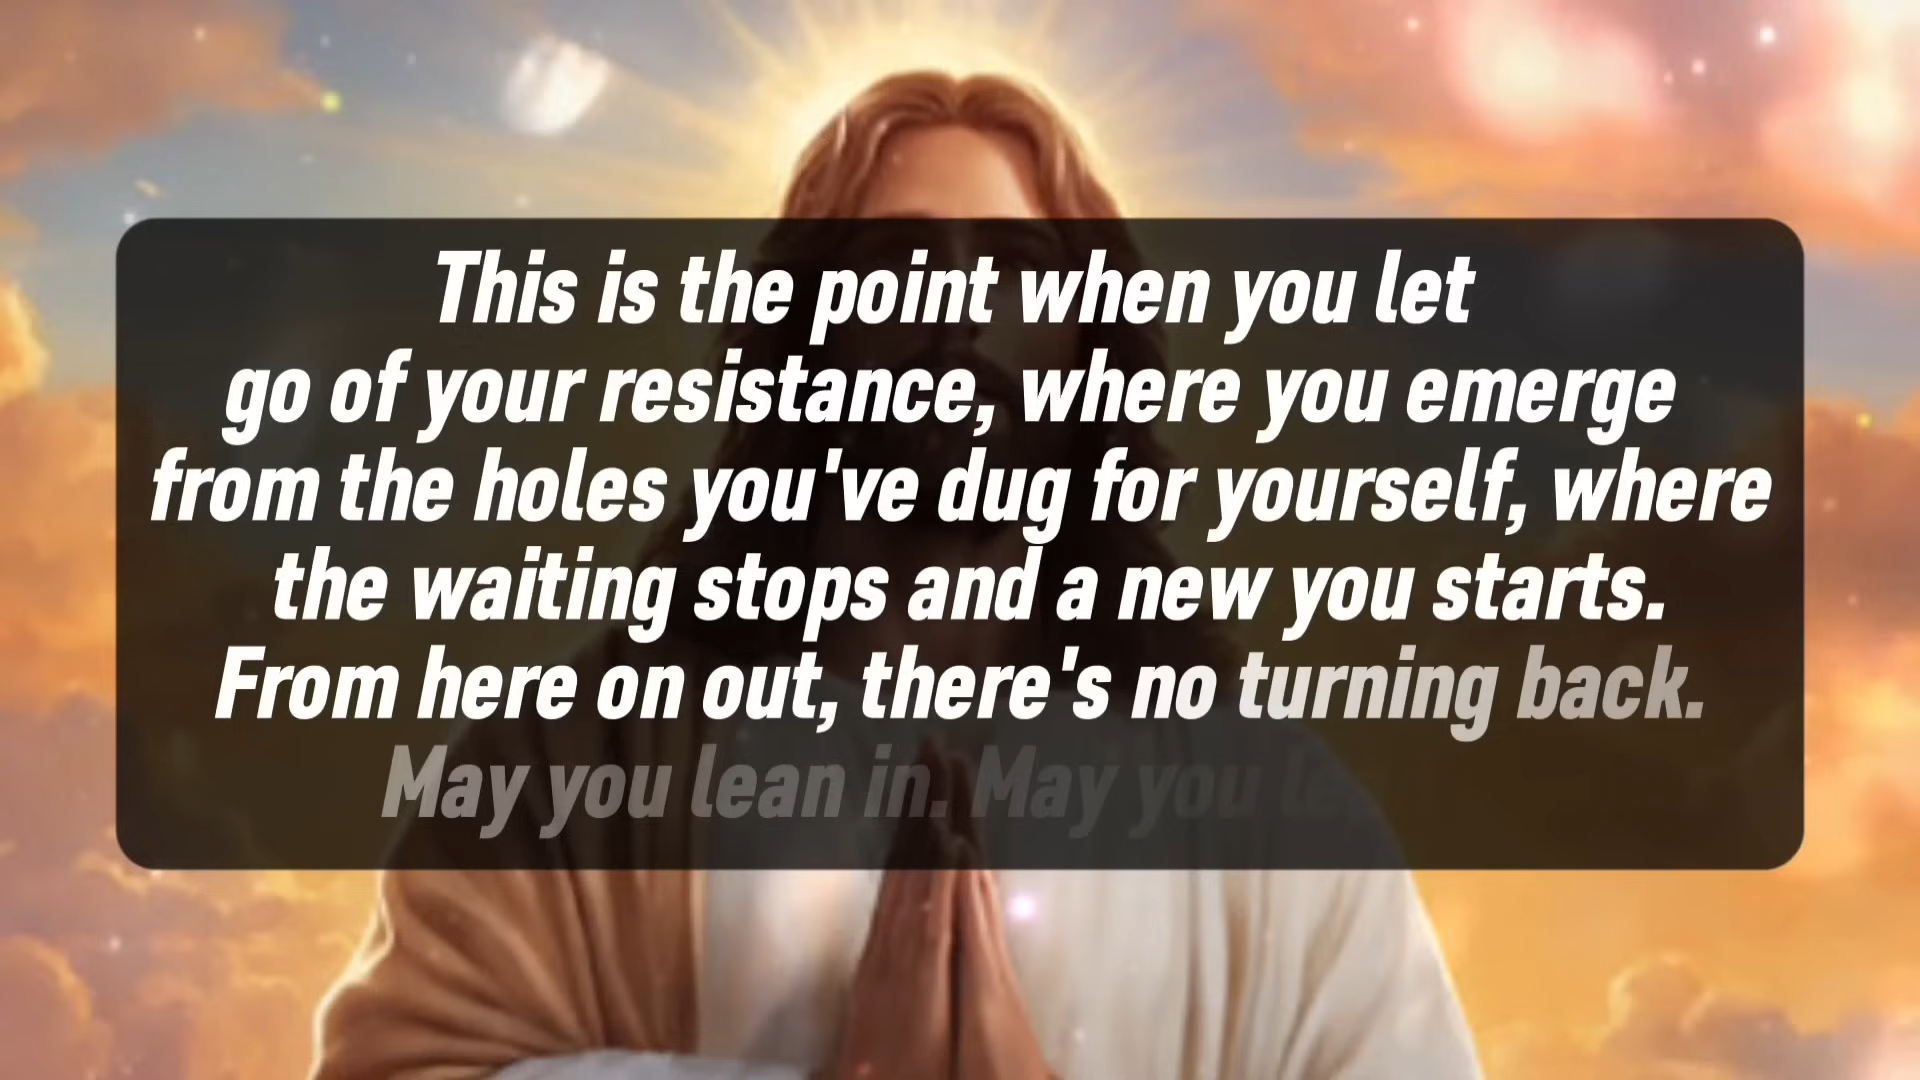 This is the point when you let
go of your resistance, where you emerge
from the holes you've dug for yourself, where
the waiting stops and a new you starts.
From here on out, there's no turning back.
May you lean in. May you